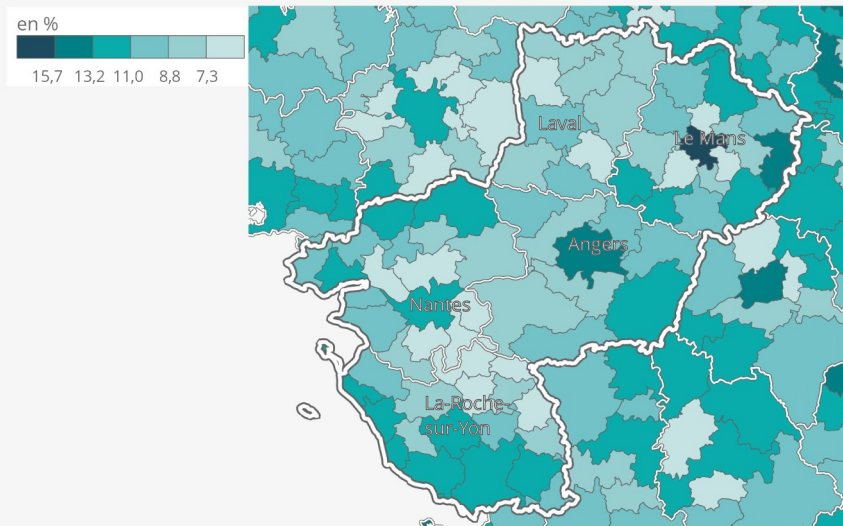 en %
15,7 13,2 11,0 8,8 7,3
Laval
Le Mans
Angers
Nantes
La-Roche-
sur-Yon